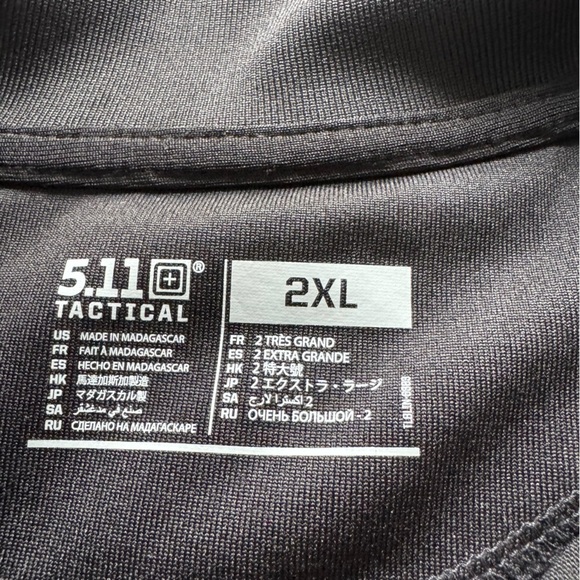 5.11®
TACTICAL
US MADE IN MADAGASCAR
FR FAIT À MADAGASCAR
ES HECHO EN MADAGASCAR
HK 馬達加斯加製造
JP マダガスカル製
SA صنع في مدغشقر
RU СДЕЛАНО НА МАДАГАСКАРЕ
2XL
FR 2 TRÈS GRAND
ES 2 EXTRA GRANDE
HK 2 特大號
JP 2 エクストラ・ラージ
SA 2 اكسترا لارج
RU ОЧЕНЬ БОЛЬШОЙ - 2